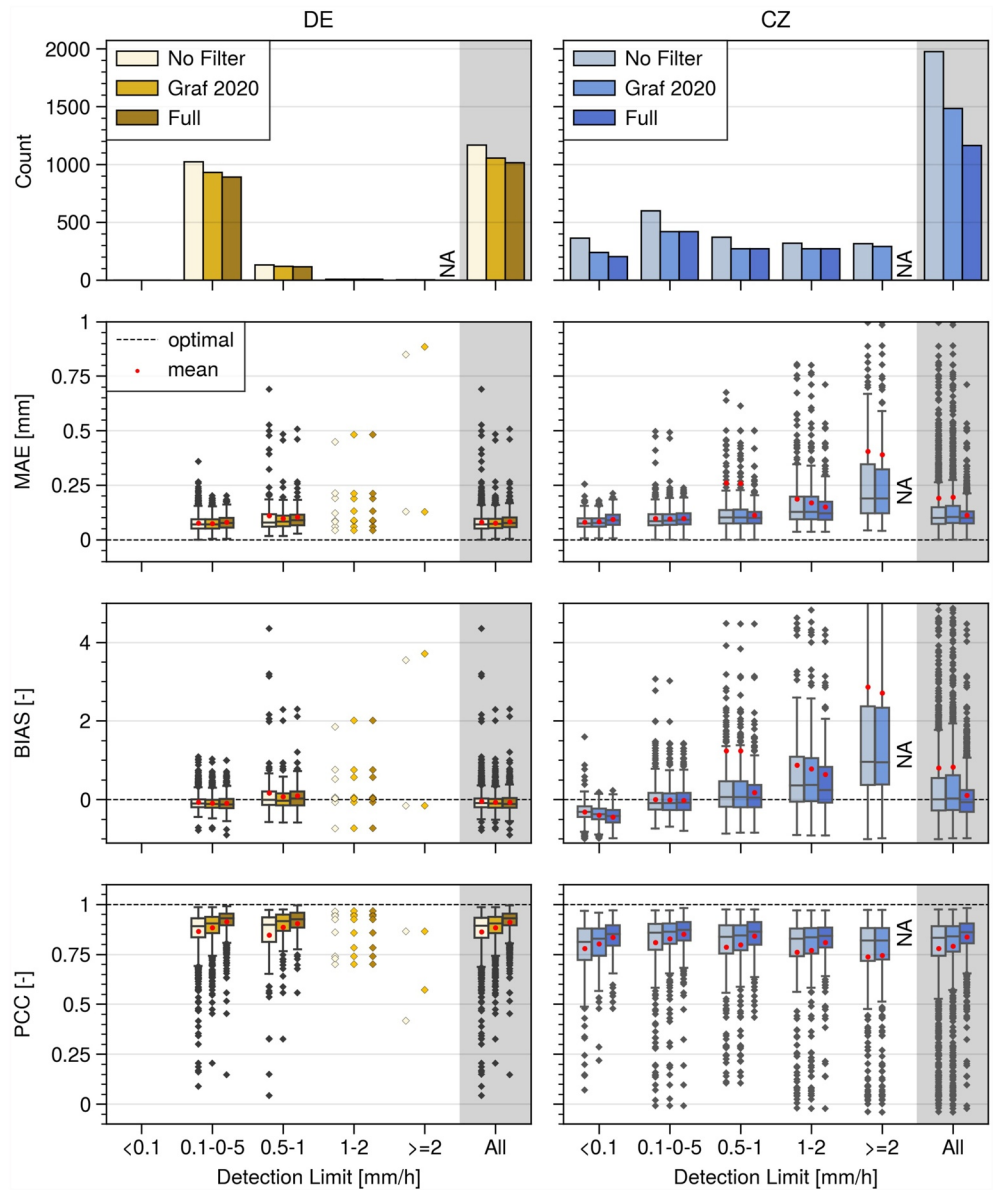 DE
CZ
2000
1500
1000
500
0
Count
No Filter
Graf 2020
Full
NA
No Filter
Graf 2020
Full
NA
1
0.75
0.5
0.25
0
MAE [mm]
optimal
mean
NA
4
2
0
BIAS [-]
NA
1
0.75
0.5
0.25
0
PCC [-]
NA
<0.1
0.1-0-5
0.5-1
1-2
>=2
All
<0.1
0.1-0-5
0.5-1
1-2
>=2
All
Detection Limit [mm/h]
Detection Limit [mm/h]